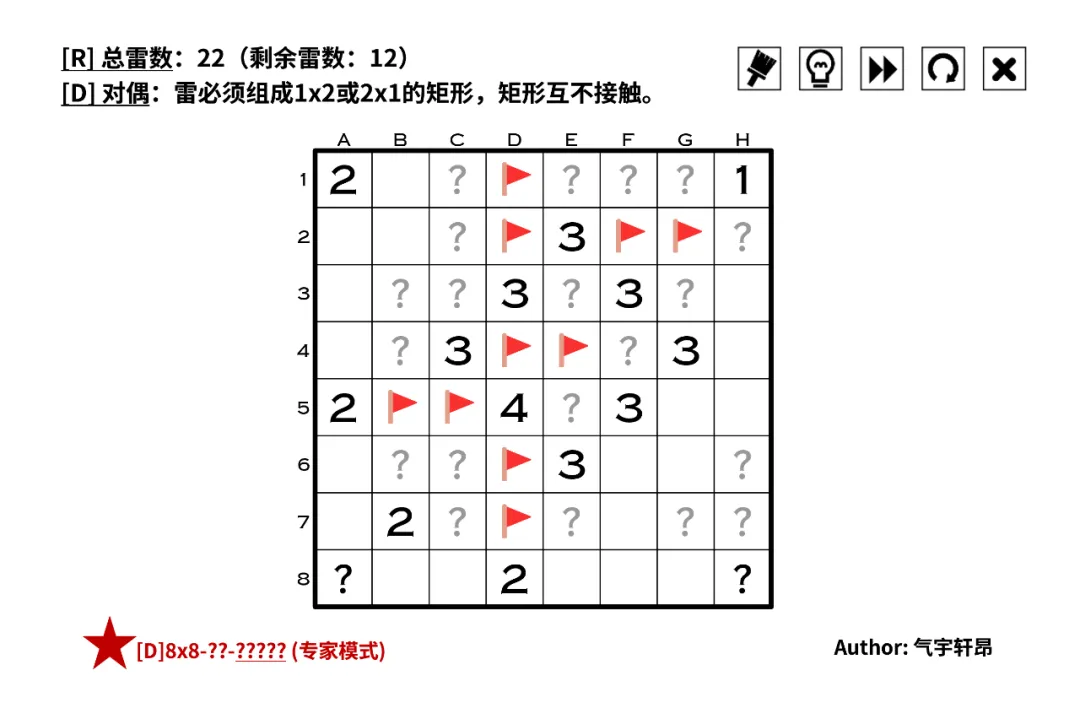 [R] 总雷数：22（剩余雷数：12）
[D] 对偶：雷必须组成1x2或2x1的矩形，矩形互不接触。
A B C D E F G H
1 2 ? ? ? ? 1
2 ? 3 ?
3 ? ? 3 ? 3 ?
4 ? 3 ? 3
5 2 4 ? 3
6 ? ? 3 ?
7 2 ? ? ? ?
8 ? 2 ?
[D]8x8-??-????? (专家模式)
Author: 气宇轩昂